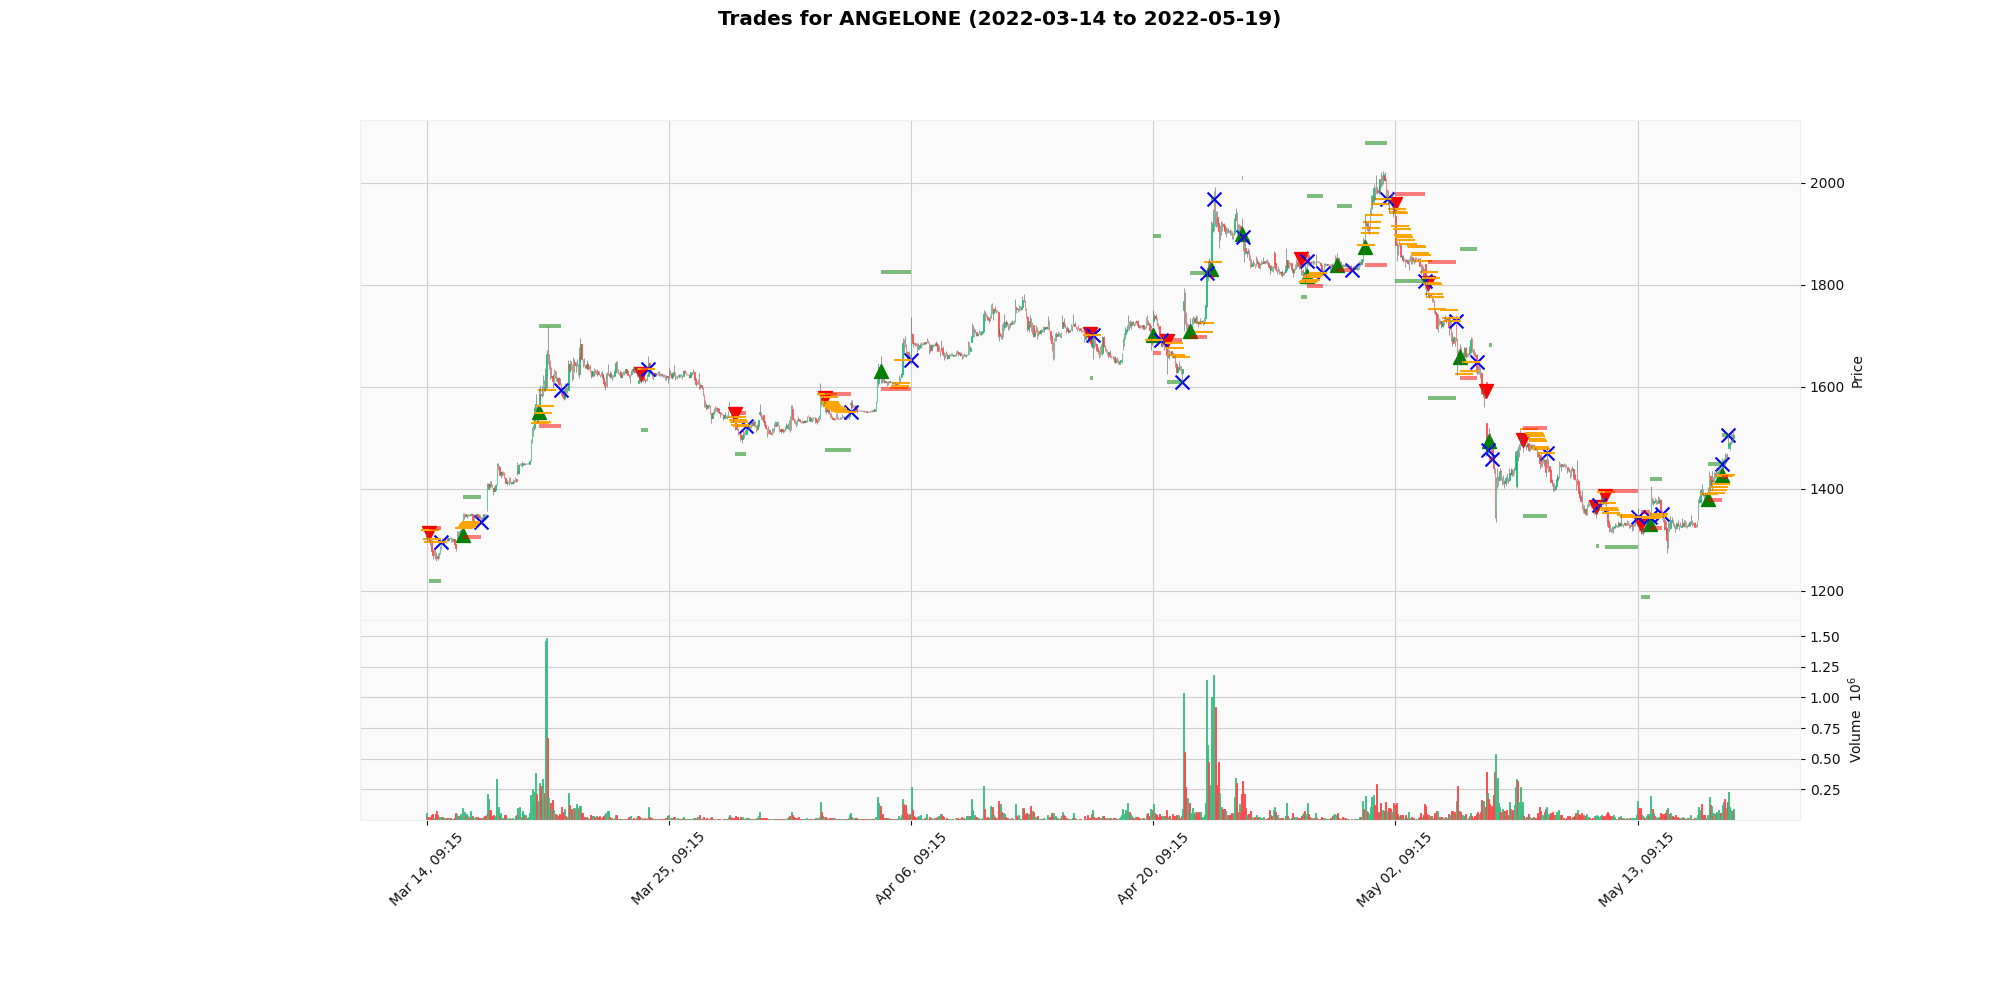 Trades for ANGELONE (2022-03-14 to 2022-05-19)
2000
1800
1600
1400
1200
Price
1.50
1.25
1.00
0.75
0.50
0.25
Volume 10⁶
Mar 14, 09:15
Mar 25, 09:15
Apr 06, 09:15
Apr 20, 09:15
May 02, 09:15
May 13, 09:15